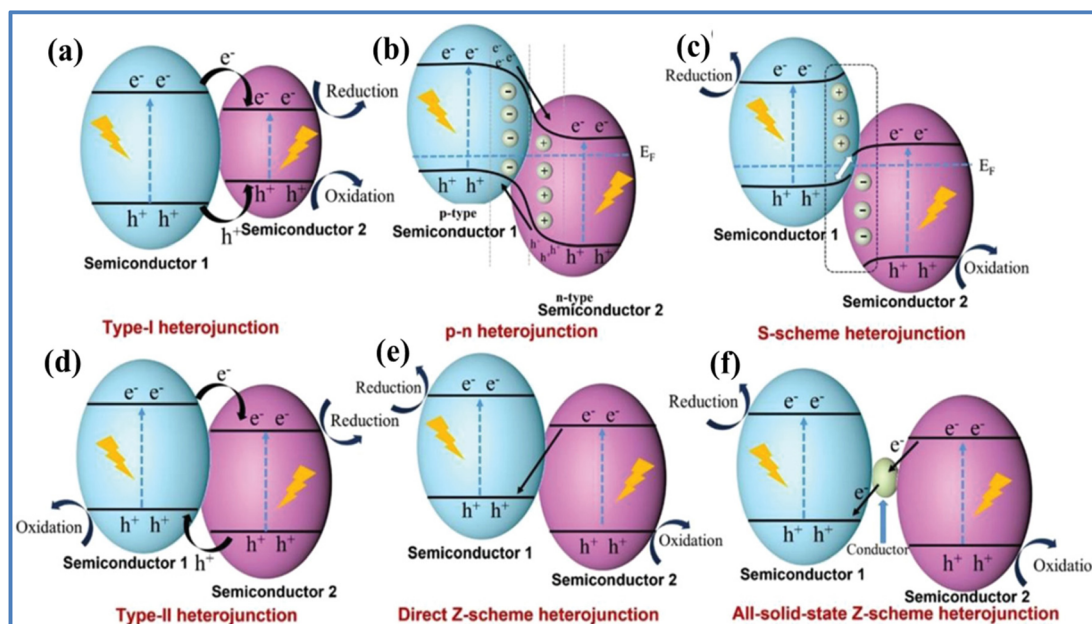 (a)
e⁻
e⁻ e⁻
e⁻ e⁻
Reduction
h⁺ h⁺
h⁺ h⁺
Oxidation
h⁺
Semiconductor 2
Semiconductor 1
Type-I heterojunction
(b)
e⁻ e⁻
e⁻
e⁻ e⁻
e⁻ e⁻
E_F
h⁺ h⁺
p-type
Semiconductor 1
h⁺ h⁺
n-type
Semiconductor 2
p-n heterojunction
(c)
Reduction
e⁻ e⁻
e⁻ e⁻
E_F
h⁺ h⁺
Semiconductor 1
h⁺ h⁺
Oxidation
Semiconductor 2
S-scheme heterojunction
(d)
e⁻
e⁻ e⁻
e⁻ e⁻
Reduction
Oxidation
h⁺ h⁺
h⁺ h⁺
Semiconductor 1
h⁺
Semiconductor 2
Type-II heterojunction
(e)
Reduction
e⁻ e⁻
e⁻ e⁻
h⁺ h⁺
h⁺ h⁺
Semiconductor 1
Oxidation
Semiconductor 2
Direct Z-scheme heterojunction
(f)
Reduction
e⁻ e⁻
e⁻ e⁻
e⁻
e⁻
h⁺ h⁺
Conductor
h⁺ h⁺
Semiconductor 1
Oxidation
Semiconductor 2
All-solid-state Z-scheme heterojunction